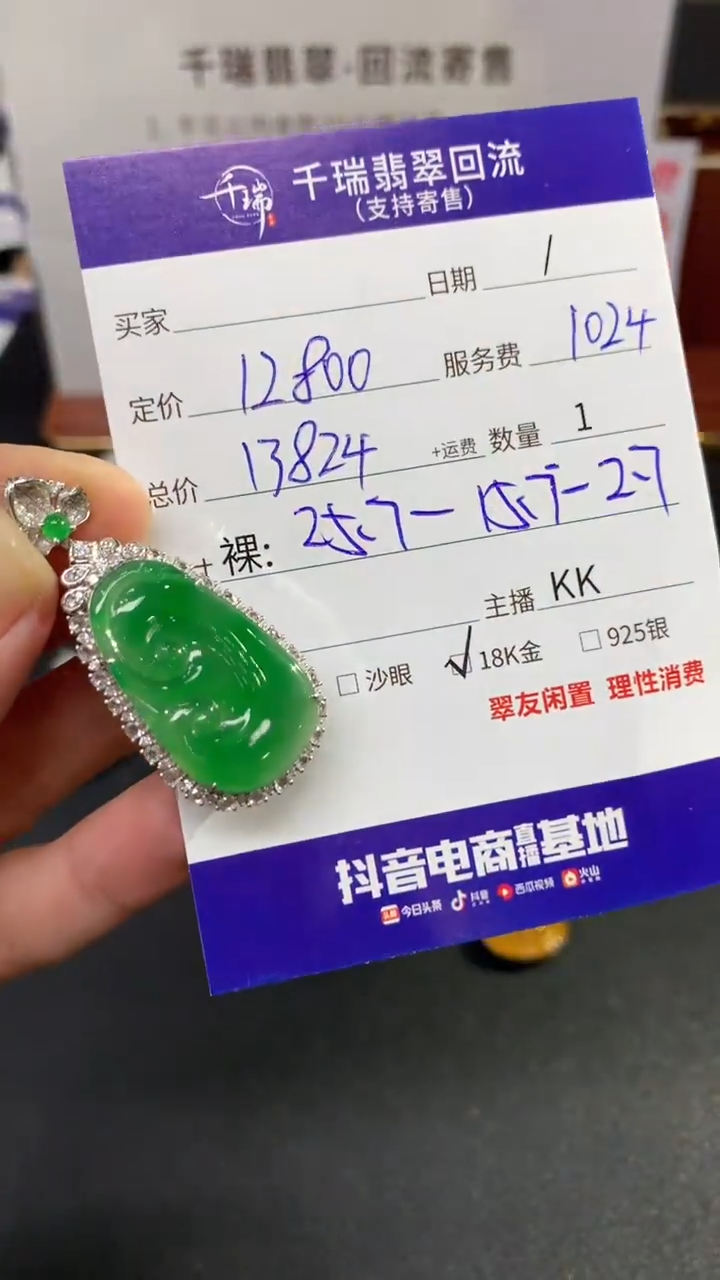 千瑞翡翠·回流寄售
千瑞
千瑞翡翠回流
(支持寄售)
买家 日期 /
定价 12800 服务费 1024
总价 13824 +运费 数量 1
裸: 25.7-15.7-2.7
主播 KK
□ 沙眼 ☑ 18K金 □ 925银
翠友闲置 理性消费
抖音电商直播基地
头条 今日头条 抖音 西瓜视频 火山